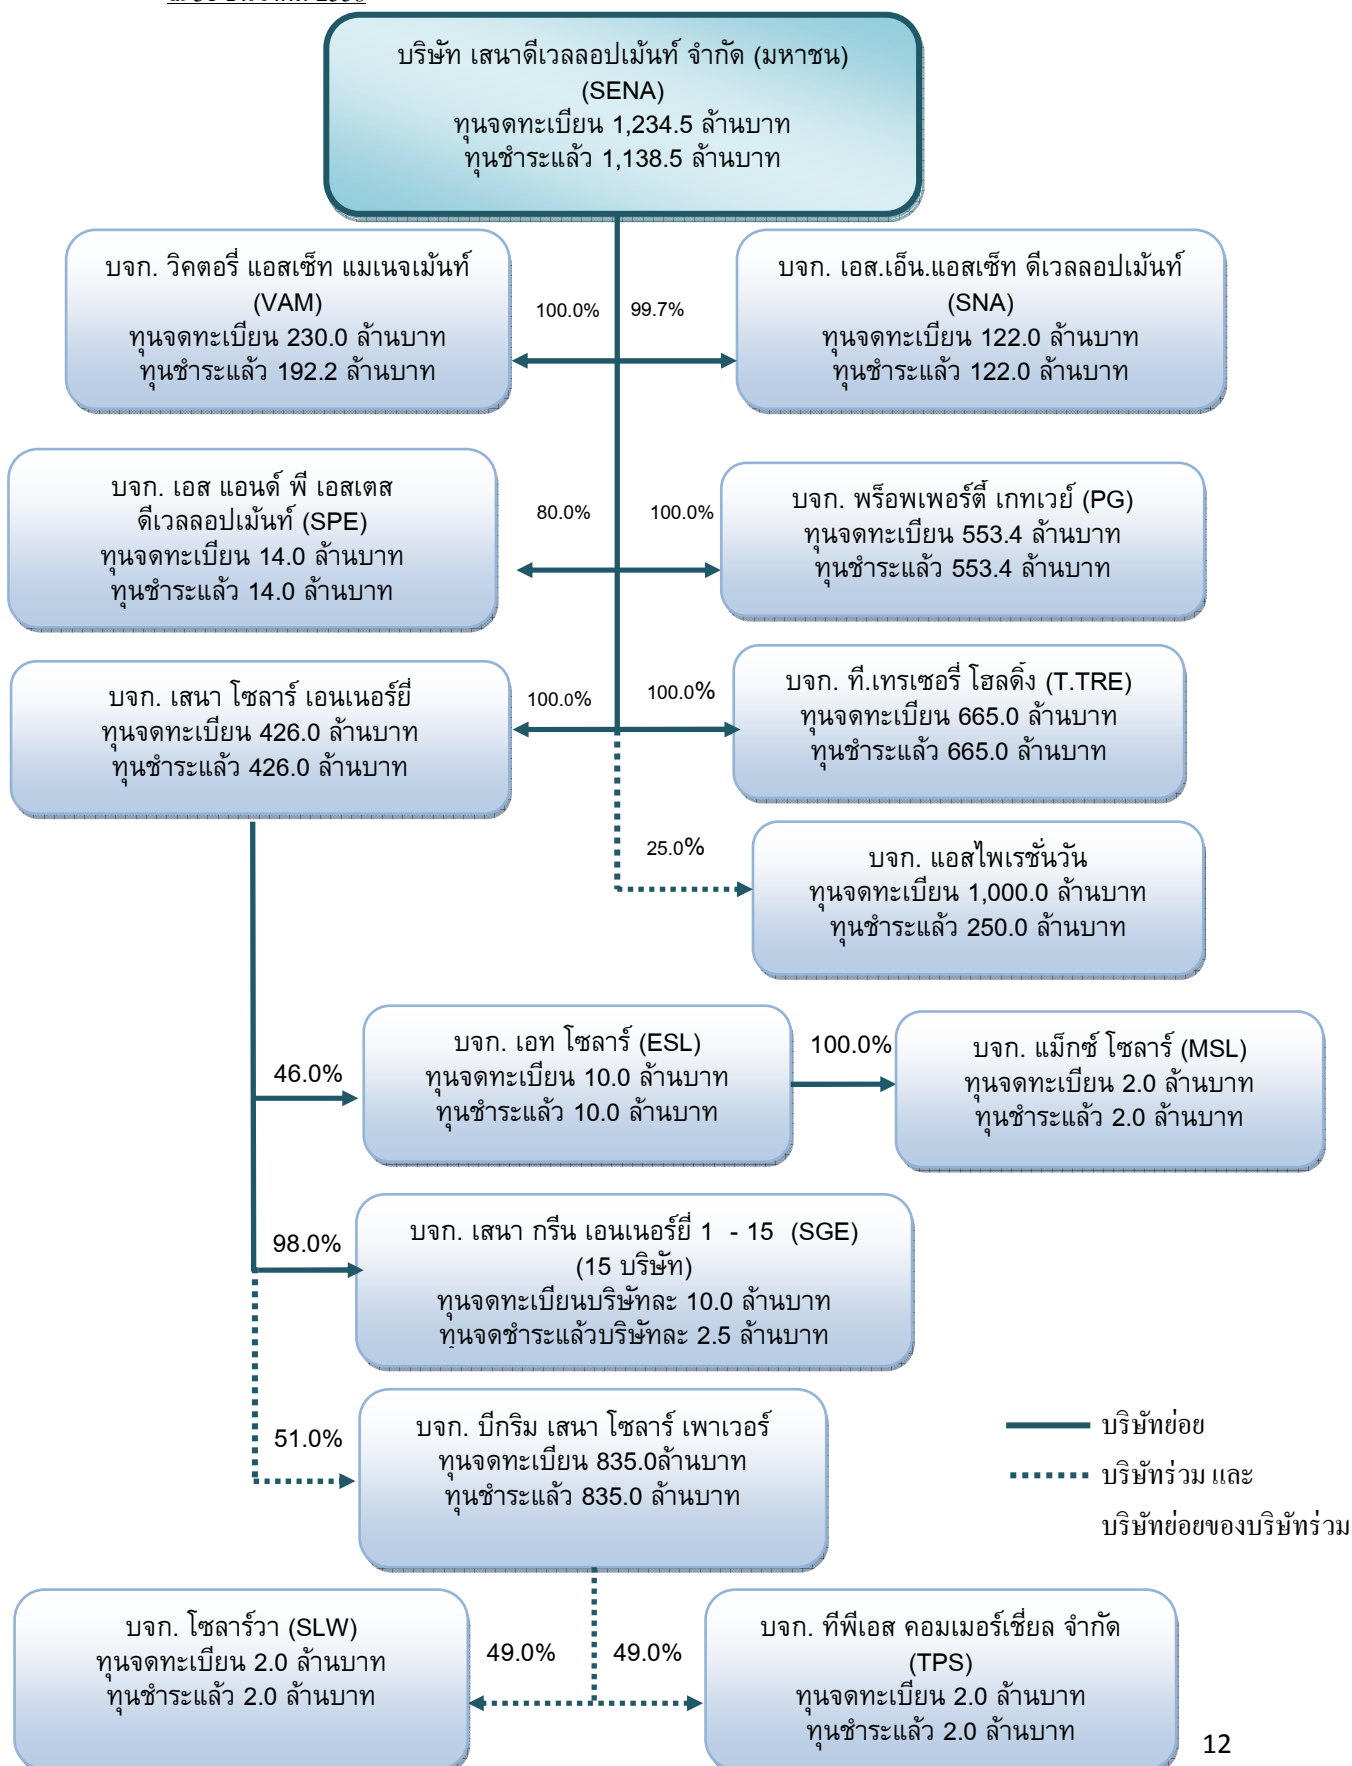 บริษัท เสนาดีเวลลอปเม้นท์ จำกัด (มหาชน)
(SENA)
ทุนจดทะเบียน 1,234.5 ล้านบาท
ทุนชำระแล้ว 1,138.5 ล้านบาท
บจก. วิคตอรี่ แอสเซ็ท แมเนจเม้นท์
(VAM)
ทุนจดทะเบียน 230.0 ล้านบาท
ทุนชำระแล้ว 192.2 ล้านบาท
100.0%
99.7%
บจก. เอส.เอ็น.แอสเซ็ท ดีเวลลอปเม้นท์
(SNA)
ทุนจดทะเบียน 122.0 ล้านบาท
ทุนชำระแล้ว 122.0 ล้านบาท
บจก. เอส แอนด์ พี เอสเตส
ดีเวลลอปเม้นท์ (SPE)
ทุนจดทะเบียน 14.0 ล้านบาท
ทุนชำระแล้ว 14.0 ล้านบาท
80.0%
100.0%
บจก. พร็อพเพอร์ตี้ เกทเวย์ (PG)
ทุนจดทะเบียน 553.4 ล้านบาท
ทุนชำระแล้ว 553.4 ล้านบาท
บจก. เสนา โซลาร์ เอนเนอร์ยี่
ทุนจดทะเบียน 426.0 ล้านบาท
ทุนชำระแล้ว 426.0 ล้านบาท
100.0%
100.0%
บจก. ที.เทรเซอรี่ โฮลดิ้ง (T.TRE)
ทุนจดทะเบียน 665.0 ล้านบาท
ทุนชำระแล้ว 665.0 ล้านบาท
25.0%
บจก. แอสไพเรชั่นวัน
ทุนจดทะเบียน 1,000.0 ล้านบาท
ทุนชำระแล้ว 250.0 ล้านบาท
46.0%
บจก. เอท โซลาร์ (ESL)
ทุนจดทะเบียน 10.0 ล้านบาท
ทุนชำระแล้ว 10.0 ล้านบาท
100.0%
บจก. แม็กซ์ โซลาร์ (MSL)
ทุนจดทะเบียน 2.0 ล้านบาท
ทุนชำระแล้ว 2.0 ล้านบาท
98.0%
บจก. เสนา กรีน เอนเนอร์ยี่ 1 - 15 (SGE)
(15 บริษัท)
ทุนจดทะเบียนบริษัทละ 10.0 ล้านบาท
ทุนจดชำระแล้วบริษัทละ 2.5 ล้านบาท
51.0%
บจก. บีกริม เสนา โซลาร์ เพาเวอร์
ทุนจดทะเบียน 835.0ล้านบาท
ทุนชำระแล้ว 835.0 ล้านบาท
บริษัทย่อย
บริษัทร่วม และ
บริษัทย่อยของบริษัทร่วม
บจก. โซลาร์วา (SLW)
ทุนจดทะเบียน 2.0 ล้านบาท
ทุนชำระแล้ว 2.0 ล้านบาท
49.0%
49.0%
บจก. ทีพีเอส คอมเมอร์เชี่ยล จำกัด
(TPS)
ทุนจดทะเบียน 2.0 ล้านบาท
ทุนชำระแล้ว 2.0 ล้านบาท
12